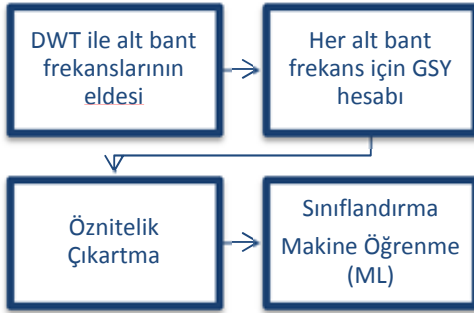 DWT ile alt bant
frekanslarının
eldesi
Her alt bant
frekans için GSY
hesabı
Öznitelik
Çıkartma
Sınıflandırma
Makine Öğrenme
(ML)